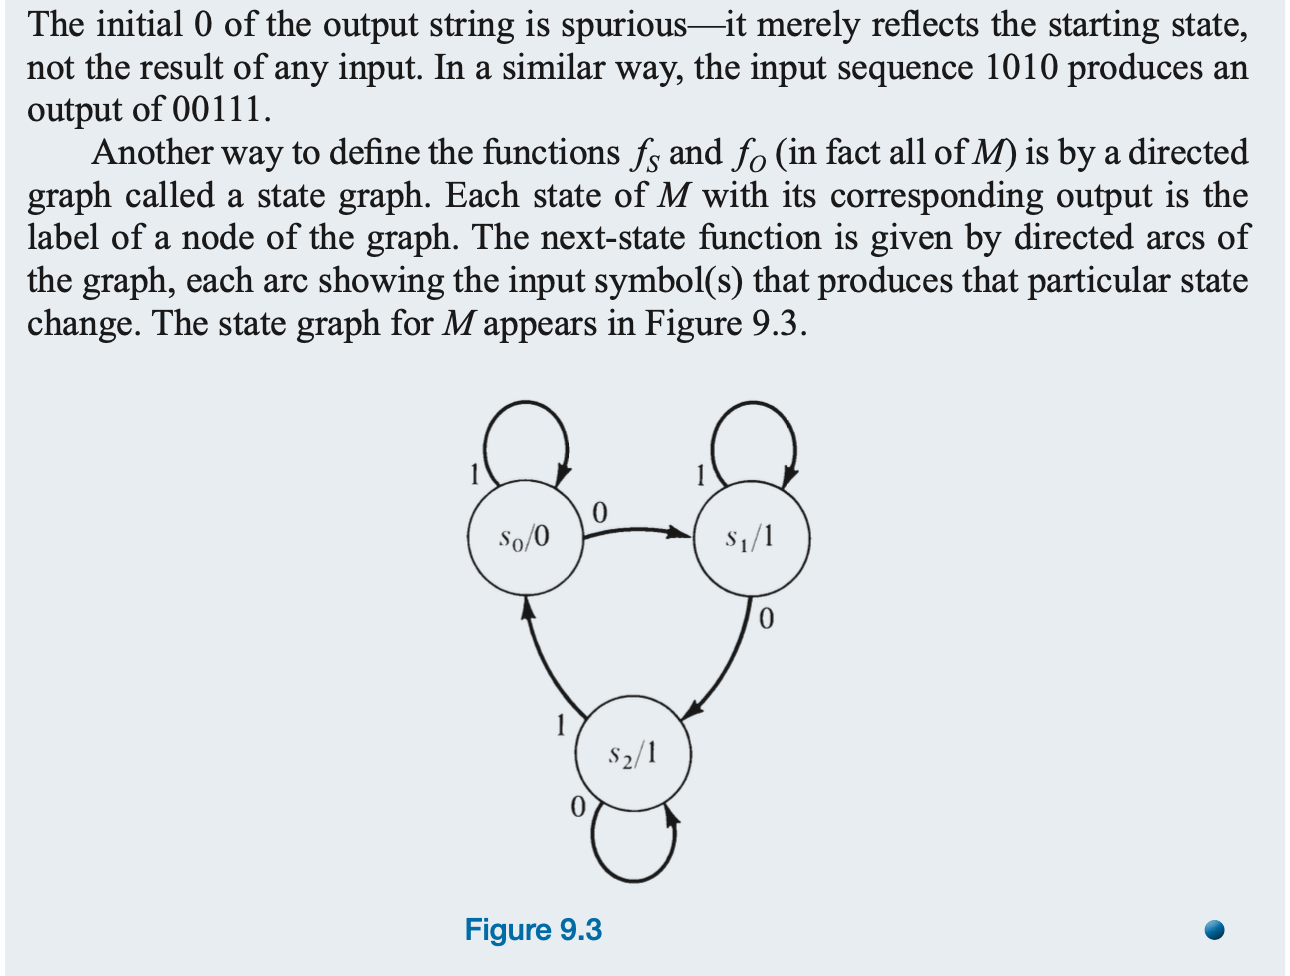 The initial 0 of the output string is spurious—it merely reflects the starting state,
not the result of any input. In a similar way, the input sequence 1010 produces an
output of 00111.
Another way to define the functions fS and fO (in fact all of M) is by a directed
graph called a state graph. Each state of M with its corresponding output is the
label of a node of the graph. The next-state function is given by directed arcs of
the graph, each arc showing the input symbol(s) that produces that particular state
change. The state graph for M appears in Figure 9.3.
1
1
0
s0/0
s1/1
0
1
s2/1
0
Figure 9.3